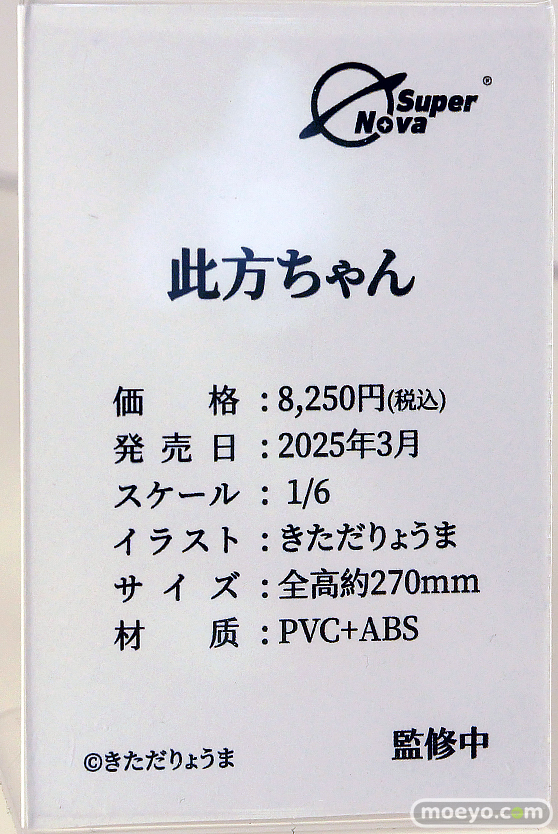 Super
Nova
®
此方ちゃん
価格:8,250円(税込)
発売日:2025年3月
スケール:1/6
イラスト:きただりょうま
サイズ:全高約270mm
材質:PVC+ABS
監修中
©きただりょうま
moeyo.com